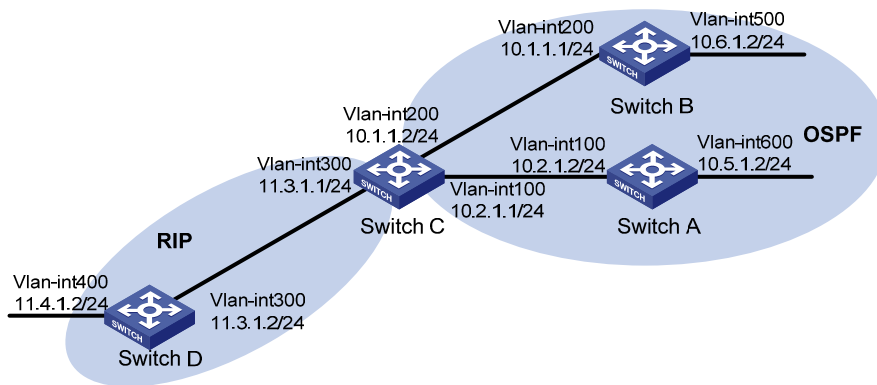 Vlan-int200
10.1.1.1/24
Vlan-int500
10.6.1.2/24
SWITCH
Switch B
OSPF
Vlan-int200
10.1.1.2/24
Vlan-int300
11.3.1.1/24
SWITCH
Switch C
Vlan-int100
10.2.1.1/24
Vlan-int100
10.2.1.2/24
Vlan-int600
10.5.1.2/24
SWITCH
Switch A
RIP
Vlan-int400
11.4.1.2/24
SWITCH
Switch D
Vlan-int300
11.3.1.2/24